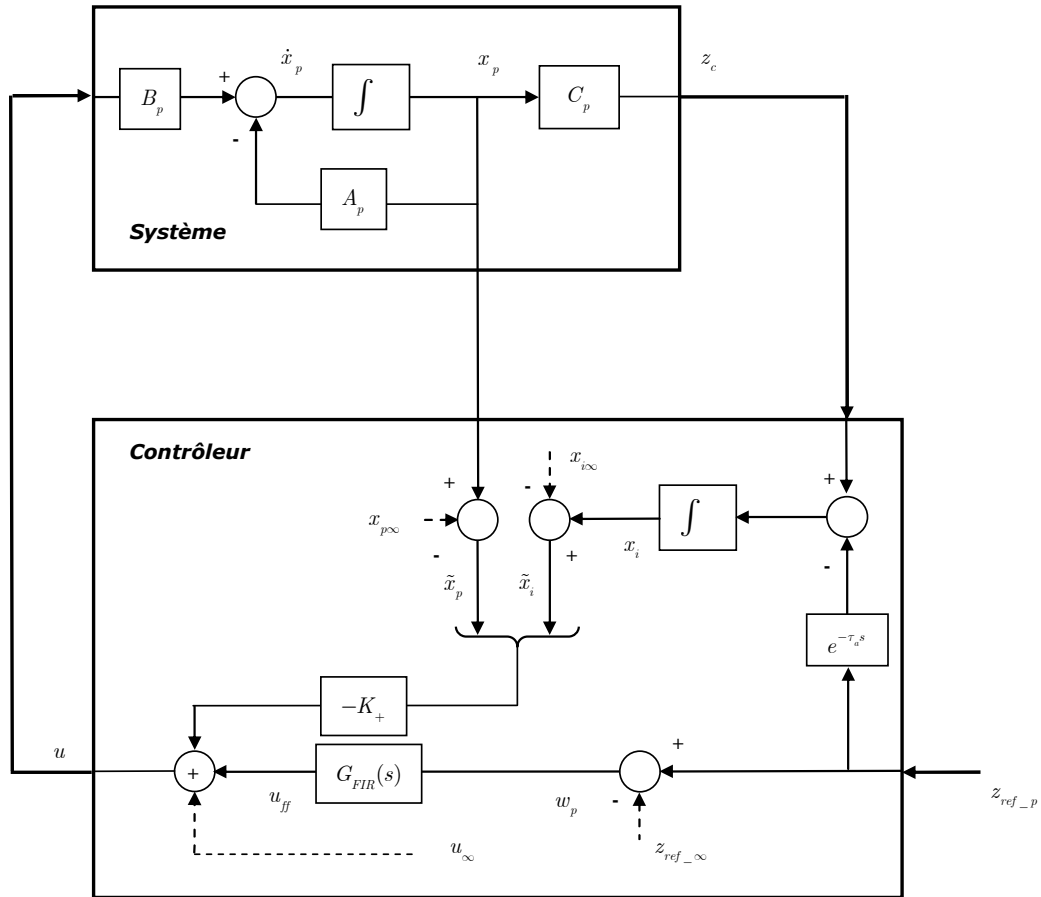 ẋ_p
x_p
z_c
+
B_p
∫
C_p
-
A_p
Système
Contrôleur
x_{i∞}
+
-
+
x_{p∞}
∫
-
x_i
+
-
x̃_p
x̃_i
e^{-τ_a s}
−K_+
u
+
+
G_{FIR}(s)
u_{ff}
w_p
-
z_{ref_p}
u_∞
z_{ref_∞}